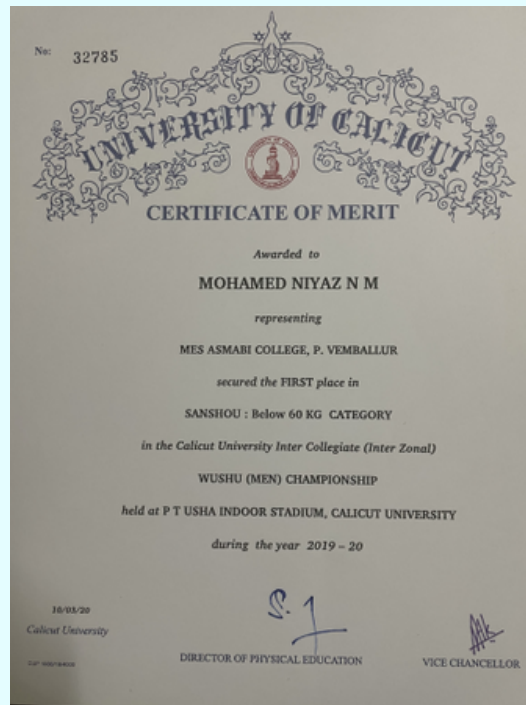 No: 32785
UNIVERSITY OF CALICUT
CERTIFICATE OF MERIT
Awarded to
MOHAMED NIYAZ N M
representing
MES ASMABI COLLEGE, P. VEMBALLUR
secured the FIRST place in
SANSHOU : Below 60 KG CATEGORY
in the Calicut University Inter Collegiate (Inter Zonal)
WUSHU (MEN) CHAMPIONSHIP
held at P T USHA INDOOR STADIUM, CALICUT UNIVERSITY
during the year 2019 – 20
10/03/20
Calicut University
DIRECTOR OF PHYSICAL EDUCATION
VICE CHANCELLOR